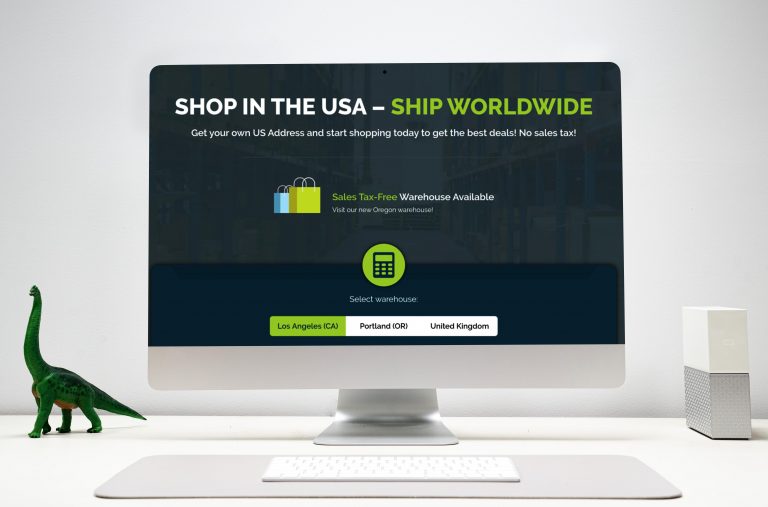 SHOP IN THE USA – SHIP WORLDWIDE
Get your own US Address and start shopping today to get the best deals! No sales tax!
Sales Tax-Free Warehouse Available
Visit our new Oregon warehouse!
Select warehouse:
Los Angeles (CA) Portland (OR) United Kingdom